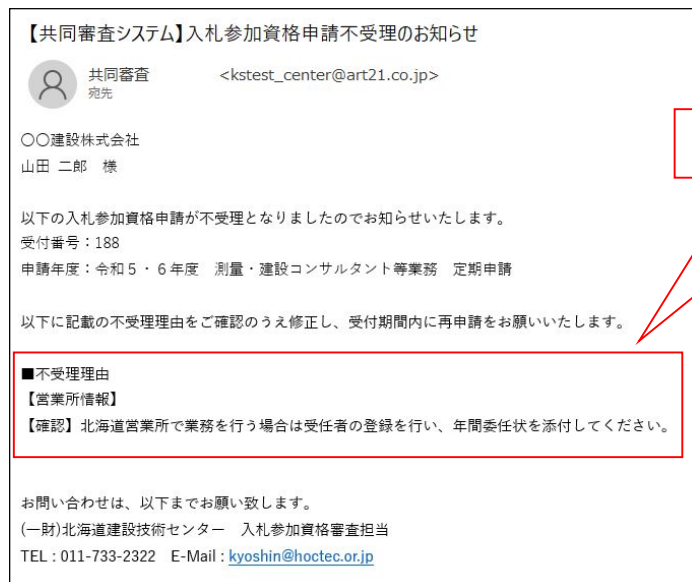 【共同審査システム】入札参加資格申請不受理のお知らせ
共同審査 <kstest_center@art21.co.jp>
宛先
〇〇建設株式会社
山田 二郎 様
以下の入札参加資格申請が不受理となりましたのでお知らせいたします。
受付番号：188
申請年度：令和５・６年度 測量・建設コンサルタント等業務 定期申請
以下に記載の不受理理由をご確認のうえ修正し、受付期間内に再申請をお願いいたします。
■不受理理由
【営業所情報】
【確認】北海道営業所で業務を行う場合は受任者の登録を行い、年間委任状を添付してください。
お問い合わせは、以下までお願い致します。
(一財)北海道建設技術センター 入札参加資格審査担当
TEL : 011-733-2322 E-Mail : kyoshin@hoctec.or.jp